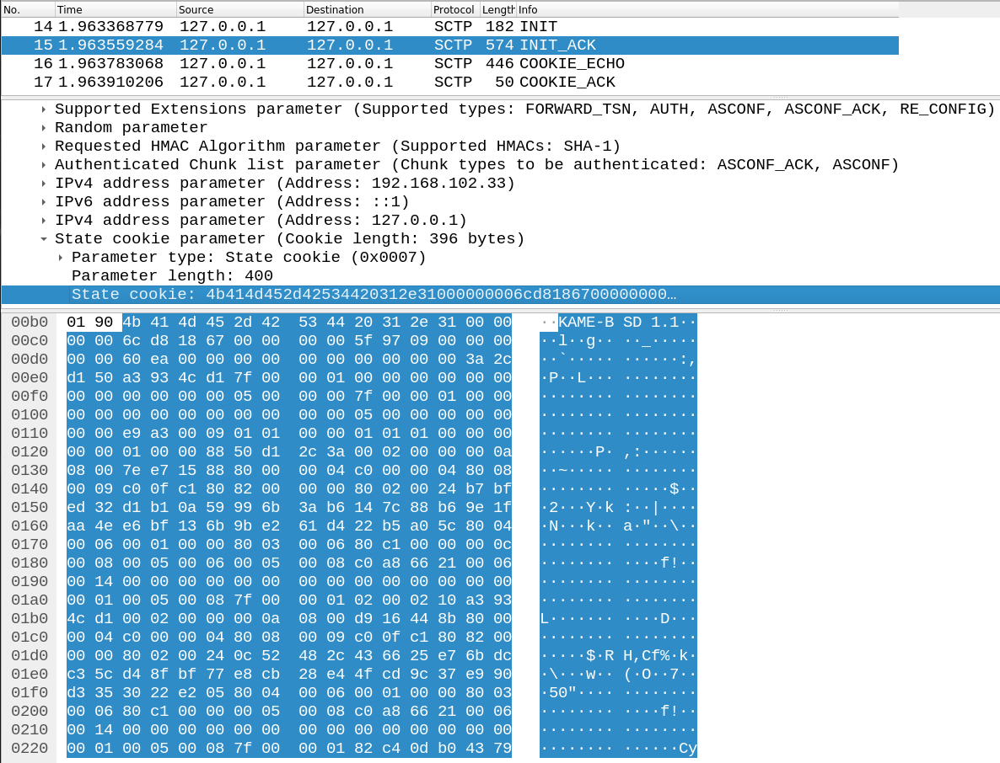 No. Time Source Destination Protocol Length Info
14 1.963368779 127.0.0.1 127.0.0.1 SCTP 182 INIT
15 1.963559284 127.0.0.1 127.0.0.1 SCTP 574 INIT_ACK
16 1.963783068 127.0.0.1 127.0.0.1 SCTP 446 COOKIE_ECHO
17 1.963910206 127.0.0.1 127.0.0.1 SCTP 50 COOKIE_ACK
Supported Extensions parameter (Supported types: FORWARD_TSN, AUTH, ASCONF, ASCONF_ACK, RE_CONFIG)
Random parameter
Requested HMAC Algorithm parameter (Supported HMACs: SHA-1)
Authenticated Chunk list parameter (Chunk types to be authenticated: ASCONF_ACK, ASCONF)
IPv4 address parameter (Address: 192.168.102.33)
IPv6 address parameter (Address: ::1)
IPv4 address parameter (Address: 127.0.0.1)
State cookie parameter (Cookie length: 396 bytes)
Parameter type: State cookie (0x0007)
Parameter length: 400
State cookie: 4b414d452d42534420312e31000000006cd8186700000000…
00b0 01 90 4b 41 4d 45 2d 42 53 44 20 31 2e 31 00 00 ··KAME-B SD 1.1··
00c0 00 00 6c d8 18 67 00 00 00 00 5f 97 09 00 00 00 ··l··g·· ··_·····
00d0 00 00 60 ea 00 00 00 00 00 00 00 00 00 00 3a 2c ··`····· ······:,
00e0 d1 50 a3 93 4c d1 7f 00 00 01 00 00 00 00 00 00 ·P··L··· ········
00f0 00 00 00 00 00 00 05 00 00 00 7f 00 00 01 00 00 ········ ········
0100 00 00 00 00 00 00 00 00 00 00 05 00 00 00 00 00 ········ ········
0110 00 00 e9 a3 00 09 01 01 00 00 01 01 01 00 00 00 ········ ········
0120 00 00 01 00 00 88 50 d1 2c 3a 00 02 00 00 00 0a ······P· ,:······
0130 08 00 7e e7 15 88 80 00 00 04 c0 00 00 04 80 08 ··~····· ········
0140 00 09 c0 0f c1 80 82 00 00 00 80 02 00 24 b7 bf ········ ·····$··
0150 ed 32 d1 b1 0a 59 99 6b 3a b6 14 7c 88 b6 9e 1f ·2···Y·k :··|····
0160 aa 4e e6 bf 13 6b 9b e2 61 d4 22 b5 a0 5c 80 04 ·N···k·· a·"··\··
0170 00 06 00 01 00 00 80 03 00 06 80 c1 00 00 00 0c ········ ········
0180 00 08 00 05 00 06 00 05 00 08 c0 a8 66 21 00 06 ········ ····f!··
0190 00 14 00 00 00 00 00 00 00 00 00 00 00 00 00 00 ········ ········
01a0 00 01 00 05 00 08 7f 00 00 01 02 00 02 10 a3 93 ········ ········
01b0 4c d1 00 02 00 00 00 0a 08 00 d9 16 44 8b 80 00 L······· ····D···
01c0 00 04 c0 00 00 04 80 08 00 09 c0 0f c1 80 82 00 ········ ········
01d0 00 00 80 02 00 24 0c 52 48 2c 43 66 25 e7 6b dc ·····$·R H,Cf%·k·
01e0 c3 5c d4 8f bf 77 e8 cb 28 e4 4f cd 9c 37 e9 90 ·\···w·· (·O··7··
01f0 d3 35 30 22 e2 05 80 04 00 06 00 01 00 00 80 03 ·50"···· ········
0200 00 06 80 c1 00 00 00 05 00 08 c0 a8 66 21 00 06 ········ ····f!··
0210 00 14 00 00 00 00 00 00 00 00 00 00 00 00 00 00 ········ ········
0220 00 01 00 05 00 08 7f 00 00 01 82 c4 0d b0 43 79 ········ ······Cy